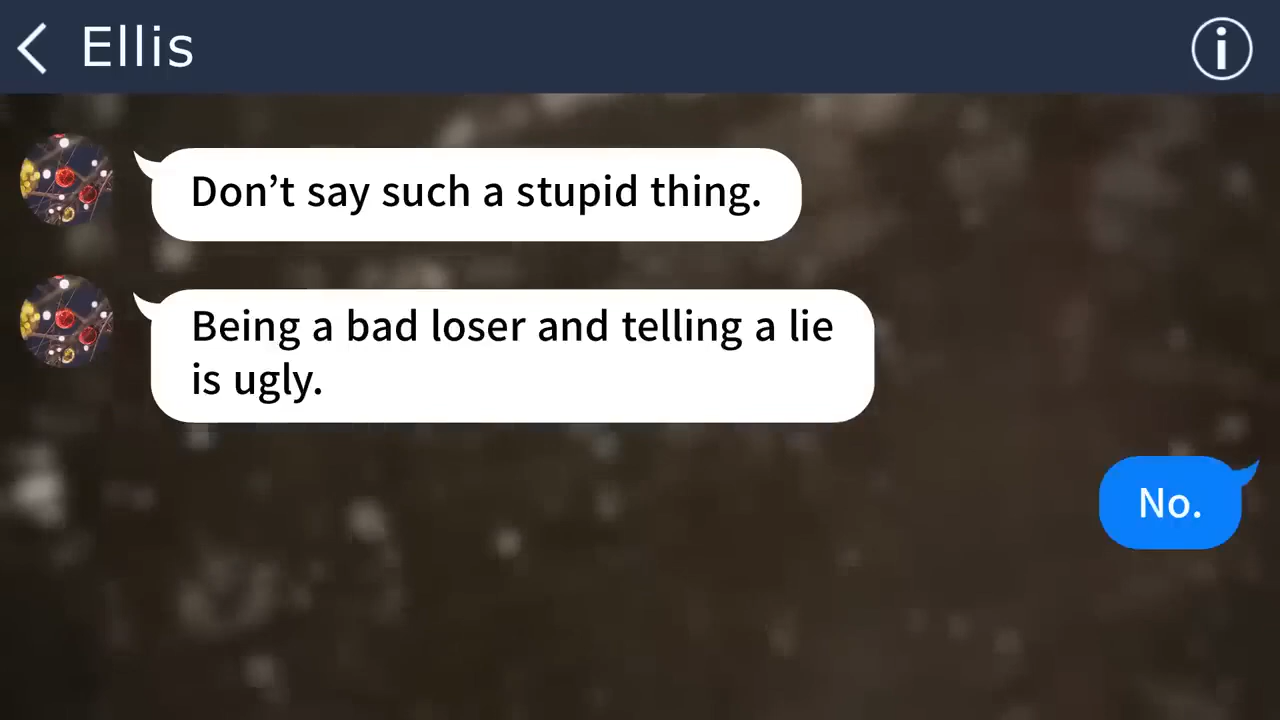 Ellis
Don’t say such a stupid thing.
Being a bad loser and telling a lie
is ugly.
No.